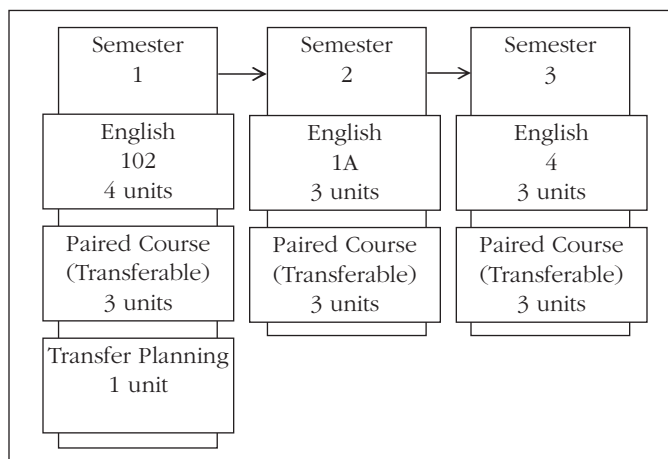 Semester
1
English
102
4 units
Paired Course
(Transferable)
3 units
Transfer Planning
1 unit
Semester
2
English
1A
3 units
Paired Course
(Transferable)
3 units
Semester
3
English
4
3 units
Paired Course
(Transferable)
3 units